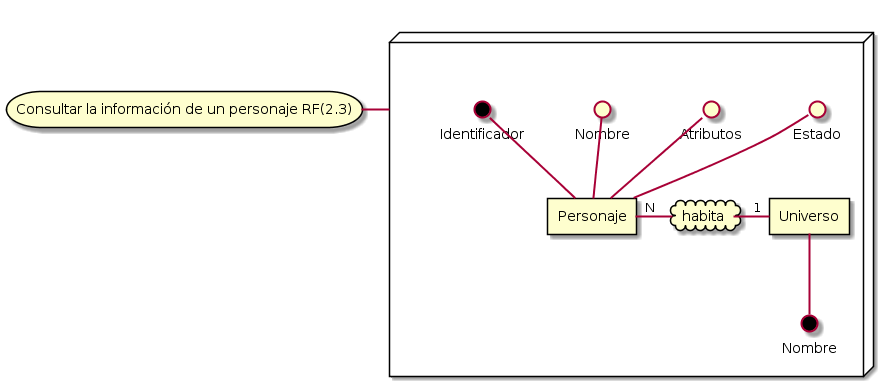 Consultar la información de un personaje RF(2.3)
Identificador
Nombre
Atributos
Estado
Personaje
N
habita
1
Universo
Nombre